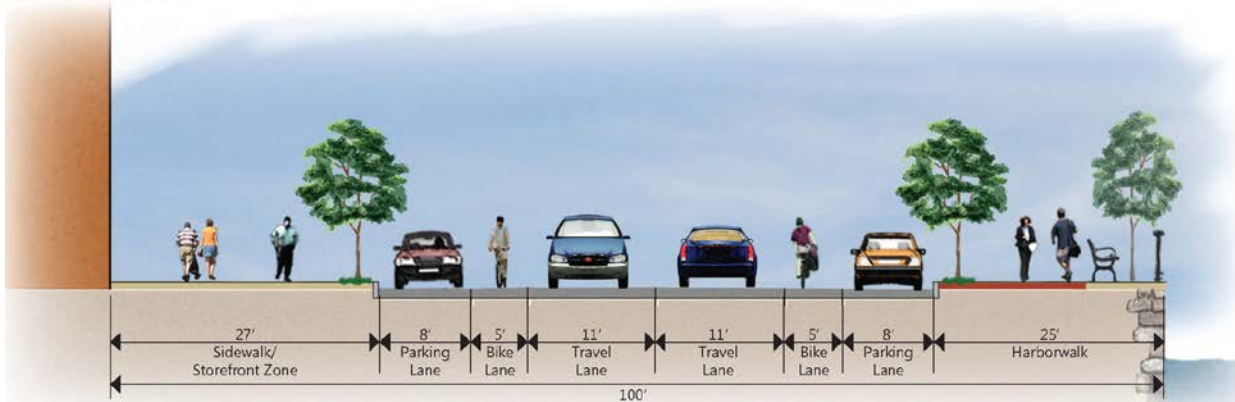 27'
Sidewalk/
Storefront Zone
8'
Parking
Lane
5'
Bike
Lane
11'
Travel
Lane
11'
Travel
Lane
5'
Bike
Lane
8'
Parking
Lane
25'
Harborwalk
100'